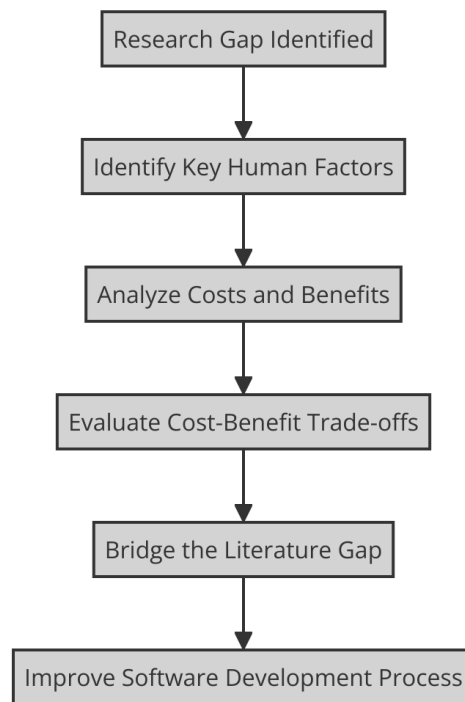 Research Gap Identified
Identify Key Human Factors
Analyze Costs and Benefits
Evaluate Cost-Benefit Trade-offs
Bridge the Literature Gap
Improve Software Development Process